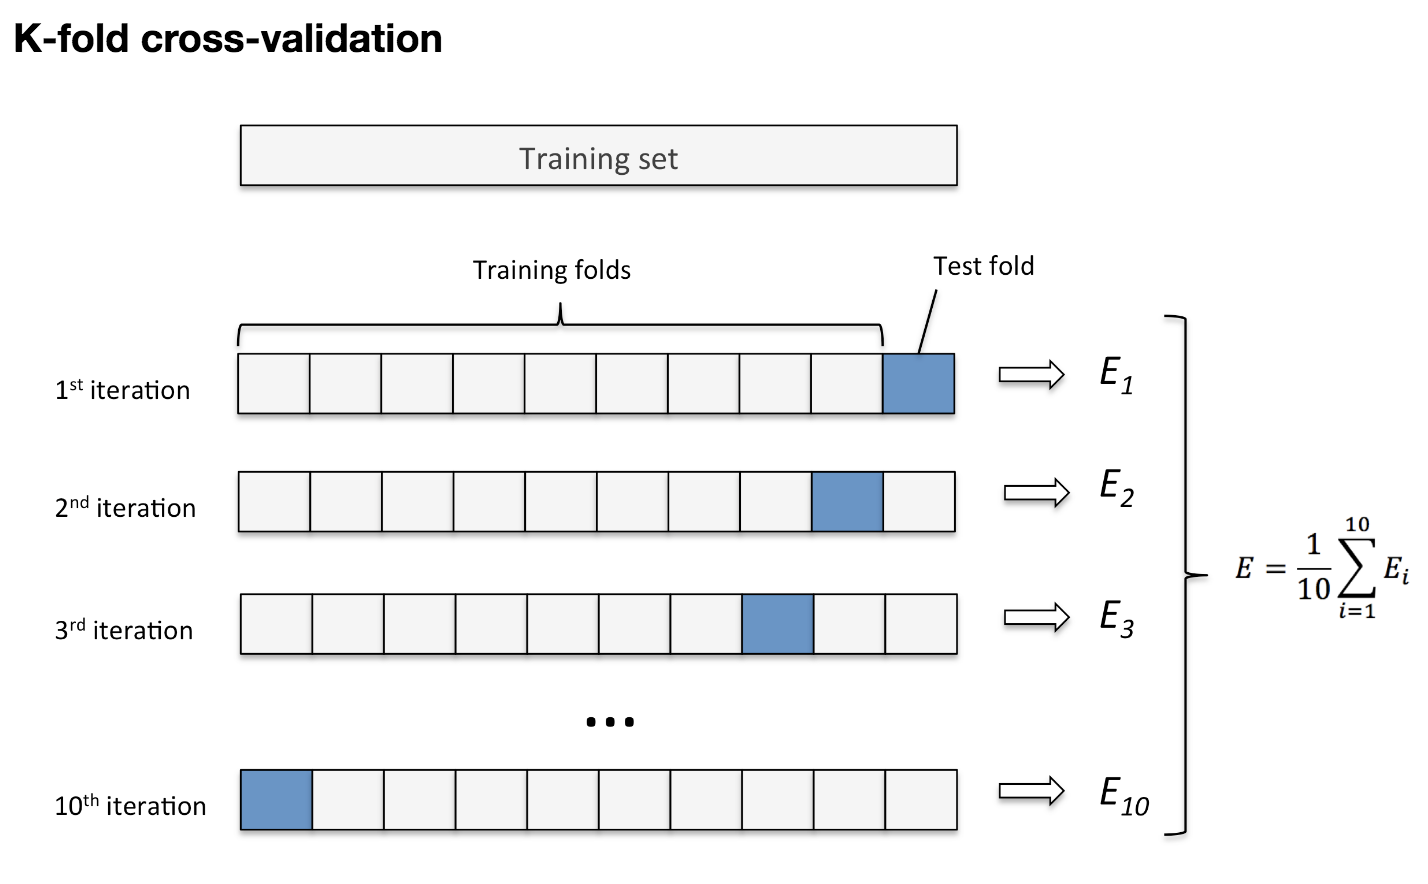 K-fold cross-validation
Training set
Training folds
Test fold
1st iteration
E1
2nd iteration
E2
3rd iteration
E3
E = 1/10 10∑i=1 Ei
...
10th iteration
E10